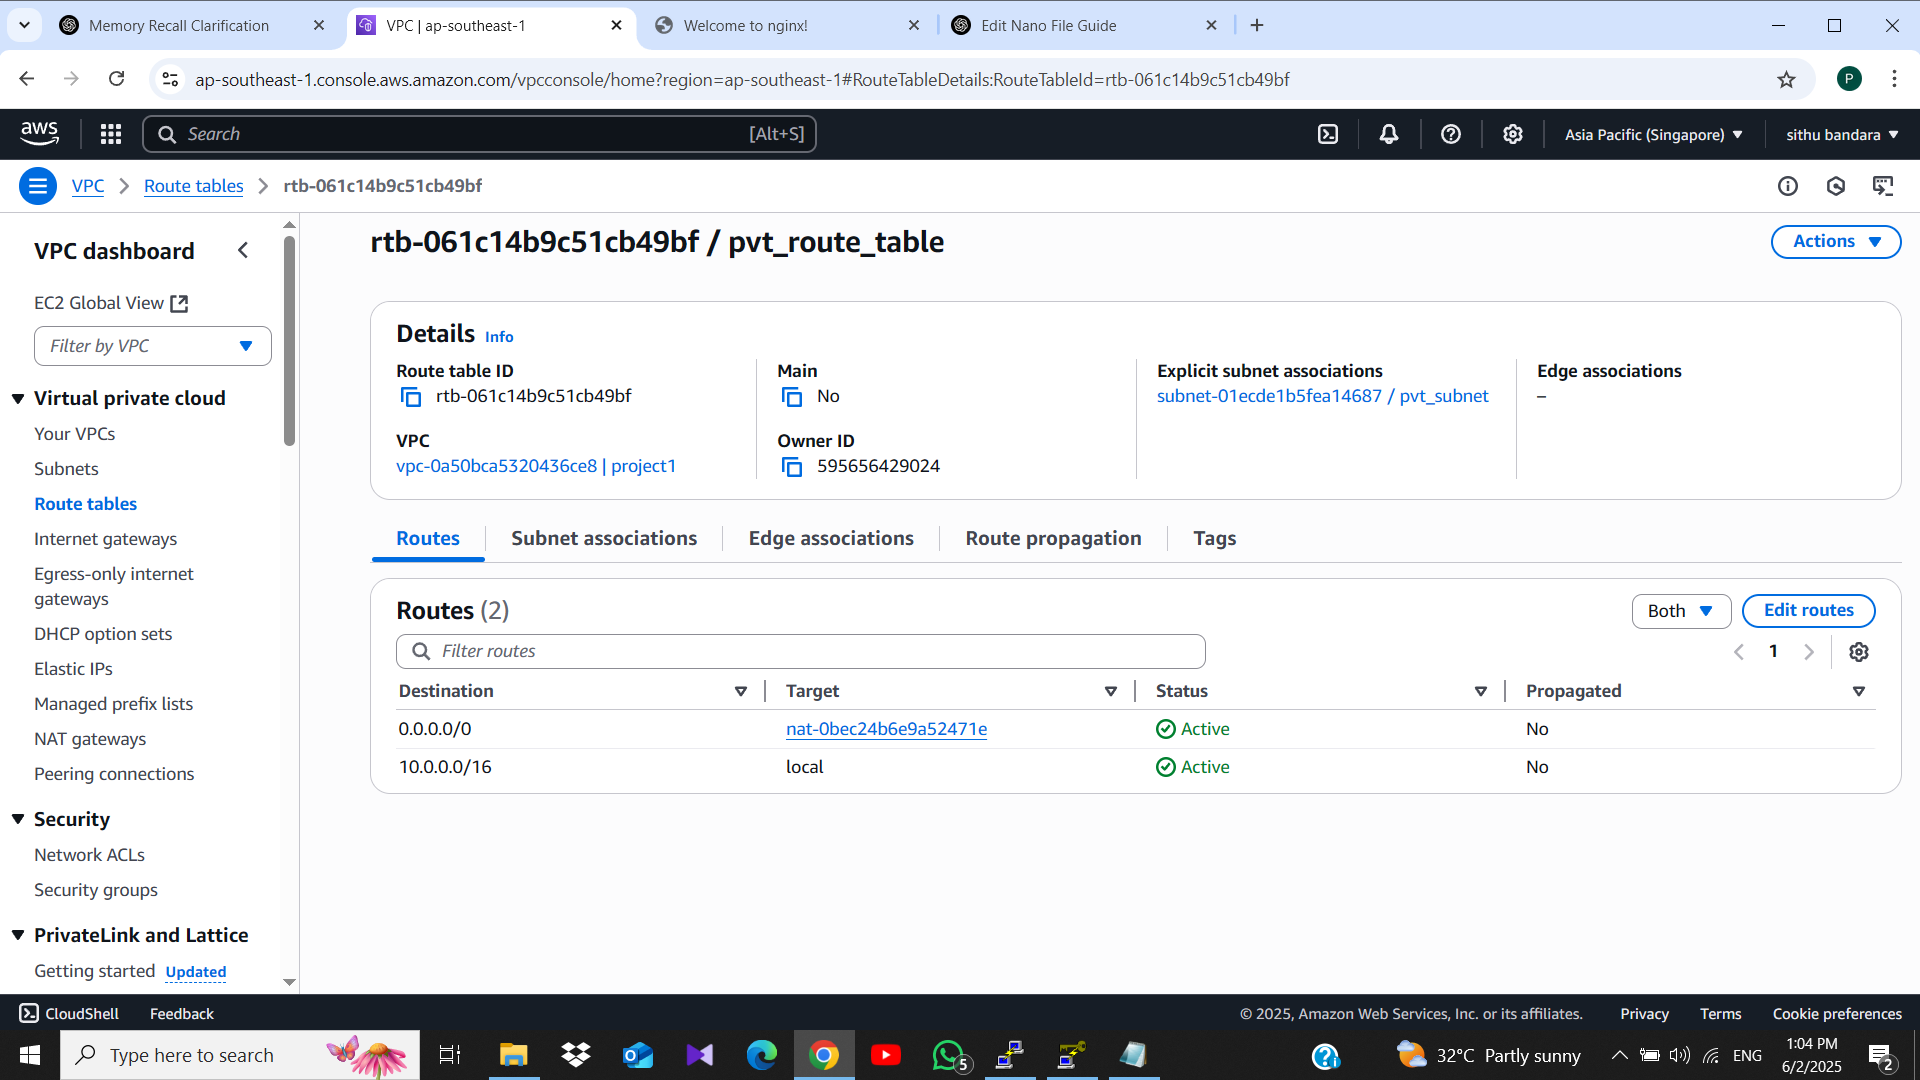 Memory Recall Clarification
VPC | ap-southeast-1
Welcome to nginx!
Edit Nano File Guide
ap-southeast-1.console.aws.amazon.com/vpcconsole/home?region=ap-southeast-1#RouteTableDetails:RouteTableId=rtb-061c14b9c51cb49bf
P
aws
Search
[Alt+S]
Asia Pacific (Singapore)
sithu bandara
VPC
Route tables
rtb-061c14b9c51cb49bf
VPC dashboard
EC2 Global View
Filter by VPC
Virtual private cloud
Your VPCs
Subnets
Route tables
Internet gateways
Egress-only internet
gateways
DHCP option sets
Elastic IPs
Managed prefix lists
NAT gateways
Peering connections
Security
Network ACLs
Security groups
PrivateLink and Lattice
Getting started Updated
rtb-061c14b9c51cb49bf / pvt_route_table
Actions
Details Info
Route table ID
rtb-061c14b9c51cb49bf
Main
No
Explicit subnet associations
subnet-01ecde1b5fea14687 / pvt_subnet
Edge associations
–
VPC
vpc-0a50bca5320436ce8 | project1
Owner ID
595656429024
Routes
Subnet associations
Edge associations
Route propagation
Tags
Routes (2)
Both
Edit routes
Filter routes
1
Destination Target Status Propagated
0.0.0.0/0 nat-0bec24b6e9a52471e Active No
10.0.0.0/16 local Active No
CloudShell
Feedback
© 2025, Amazon Web Services, Inc. or its affiliates.
Privacy
Terms
Cookie preferences
Type here to search
5
32°C Partly sunny
ENG
1:04 PM
6/2/2025
2